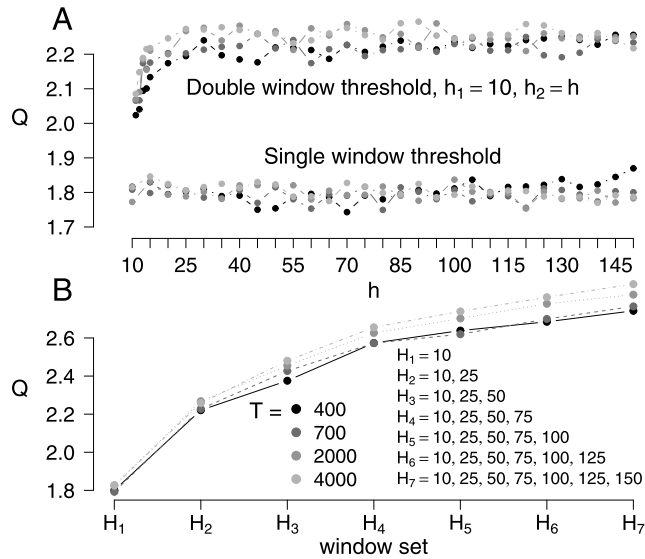 A
2.2
2.1
2.0
1.9
1.8
1.7
Q
Double window threshold, h₁ = 10, h₂ = h
Single window threshold
10 25 40 55 70 85 100 115 130 145
h
B
2.6
2.4
2.2
2.0
1.8
Q
T =
400
700
2000
4000
H₁ = 10
H₂ = 10, 25
H₃ = 10, 25, 50
H₄ = 10, 25, 50, 75
H₅ = 10, 25, 50, 75, 100
H₆ = 10, 25, 50, 75, 100, 125
H₇ = 10, 25, 50, 75, 100, 125, 150
H₁ H₂ H₃ H₄ H₅ H₆ H₇
window set